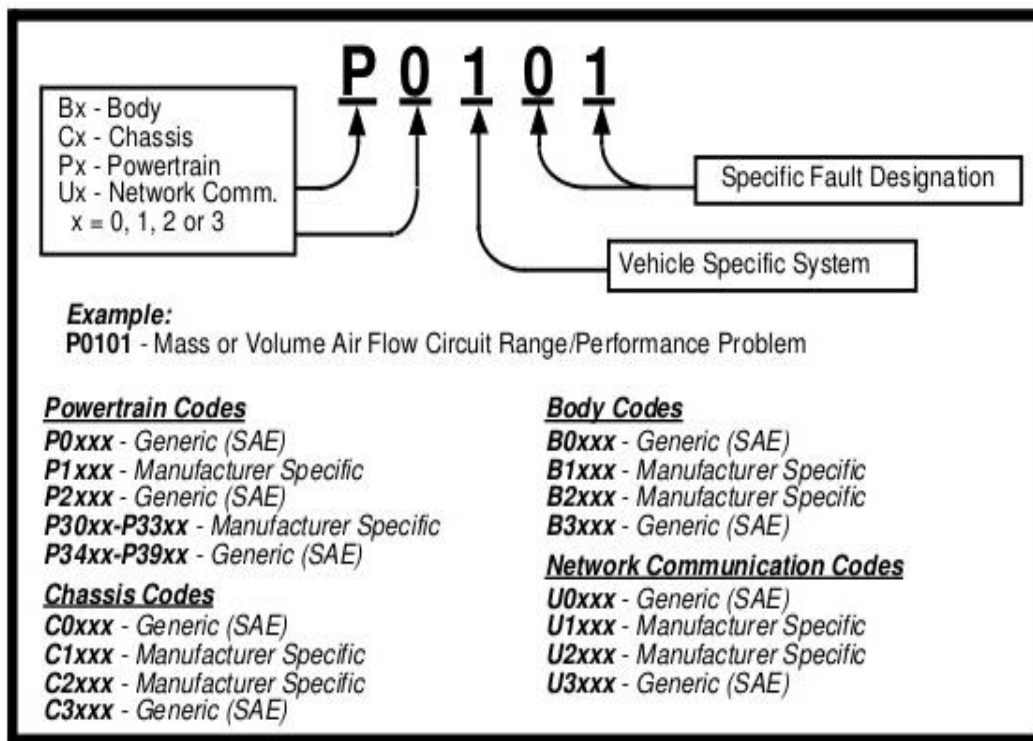 P0101
Bx - Body
Cx - Chassis
Px - Powertrain
Ux - Network Comm.
x = 0, 1, 2 or 3
Specific Fault Designation
Vehicle Specific System
Example:
P0101 - Mass or Volume Air Flow Circuit Range/Performance Problem
Powertrain Codes
P0xxx - Generic (SAE)
P1xxx - Manufacturer Specific
P2xxx - Generic (SAE)
P30xx-P33xx - Manufacturer Specific
P34xx-P39xx - Generic (SAE)
Chassis Codes
C0xxx - Generic (SAE)
C1xxx - Manufacturer Specific
C2xxx - Manufacturer Specific
C3xxx - Generic (SAE)
Body Codes
B0xxx - Generic (SAE)
B1xxx - Manufacturer Specific
B2xxx - Manufacturer Specific
B3xxx - Generic (SAE)
Network Communication Codes
U0xxx - Generic (SAE)
U1xxx - Manufacturer Specific
U2xxx - Manufacturer Specific
U3xxx - Generic (SAE)